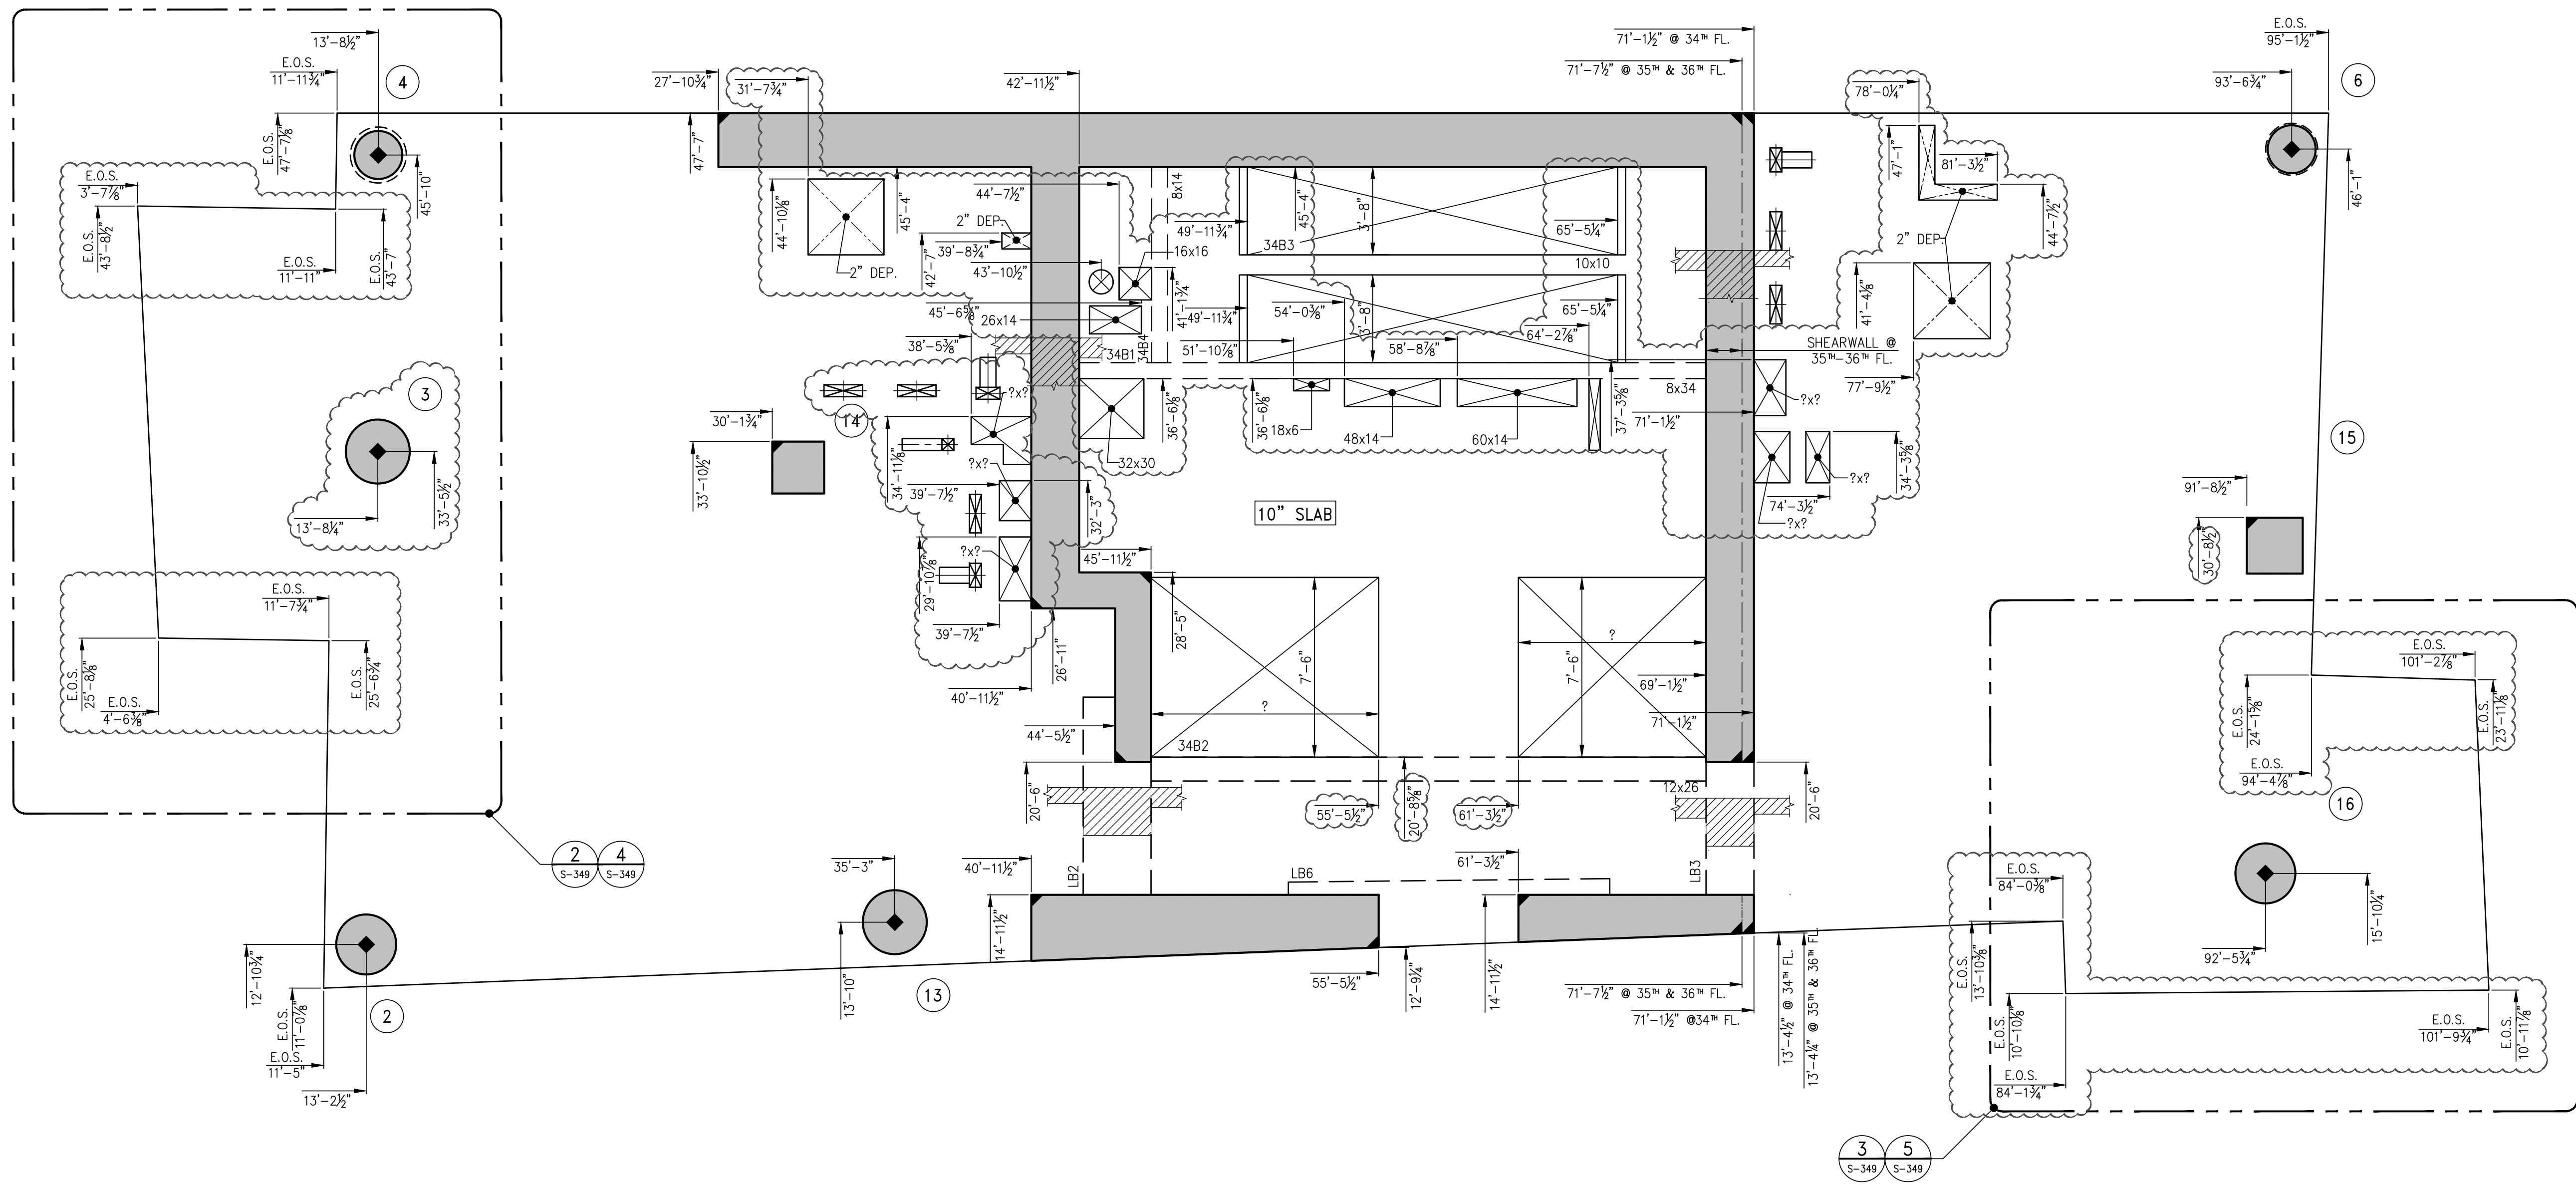 E.O.S.
95'-1½"
13'-8½"
71'-1½" @ 34TH FL.
E.O.S.
11'-11¾"
4
27'-10¾"
31'-7¾"
42'-11½"
71'-7½" @ 35TH & 36TH FL.
78'-0¼"
93'-6¾"
6
E.O.S.
47'-7⅞"
47'-7"
47'-1"
81'-3½"
45'-10"
46'-1"
E.O.S.
3'-7⅞"
E.O.S.
43'-8½"
E.O.S.
11'-11"
E.O.S.
43'-7"
44'-10⅛"
45'-4"
2" DEP.
2" DEP.
39'-8¾"
42'-7"
43'-10½"
44'-7½"
8x14
16x16
49'-11¾"
45'-4"
3'-8"
65'-5¼"
34B3
10x10
44'-7½"
2" DEP.
41'-4⅛"
45'-6⅝"
26x14
41'-1¾"
49'-11¾"
54'-0⅜"
3'-8"
65'-5¼"
64'-2⅞"
38'-5⅜"
34B1
34B4
51'-10⅞"
58'-8⅞"
SHEARWALL @
35TH-36TH FL.
77'-9½"
3
14
?x?
36'-6⅛"
36'-6⅛"
18x6
48x14
60x14
37'-3⅝"
8x34
71'-1½"
?x?
30'-1¾"
33'-10½"
33'-5½"
13'-8¼"
34'-11⅛"
?x?
39'-7½"
32x30
32'-3"
34'-3⅝"
?x?
74'-3½"
?x?
15
91'-8½"
30'-8½"
10" SLAB
?x?
29'-10⅞"
39'-7½"
45'-11½"
28'-5"
26'-11"
40'-11½"
44'-5½"
7'-6"
?
34B2
7'-6"
?
69'-1½"
71'-1½"
E.O.S.
11'-7¾"
E.O.S.
25'-8⅛"
E.O.S.
4'-6⅜"
E.O.S.
25'-6¾"
E.O.S.
101'-2⅞"
E.O.S.
24'-1⅝"
E.O.S.
23'-11⅛"
E.O.S.
94'-4⅞"
16
20'-6"
55'-5½"
20'-8⅝"
61'-3½"
12x26
20'-6"
2
S-349
4
S-349
35'-3"
40'-11½"
LB2
LB6
61'-3½"
LB3
E.O.S.
84'-0⅜"
12'-10¾"
E.O.S.
11'-0⅞"
E.O.S.
11'-5"
13'-2½"
2
13'-10"
13
14'-11½"
55'-5½"
12'-9¼"
14'-11½"
71'-7½" @ 35TH & 36TH FL.
71'-1½" @34TH FL.
13'-4½" @ 34TH FL.
13'-4¼" @ 35TH & 36TH FL.
E.O.S.
13'-10⅜"
E.O.S.
10'-10⅛"
E.O.S.
84'-1¾"
92'-5¾"
15'-10¼"
E.O.S.
101'-9¾"
E.O.S.
10'-11⅞"
3
S-349
5
S-349